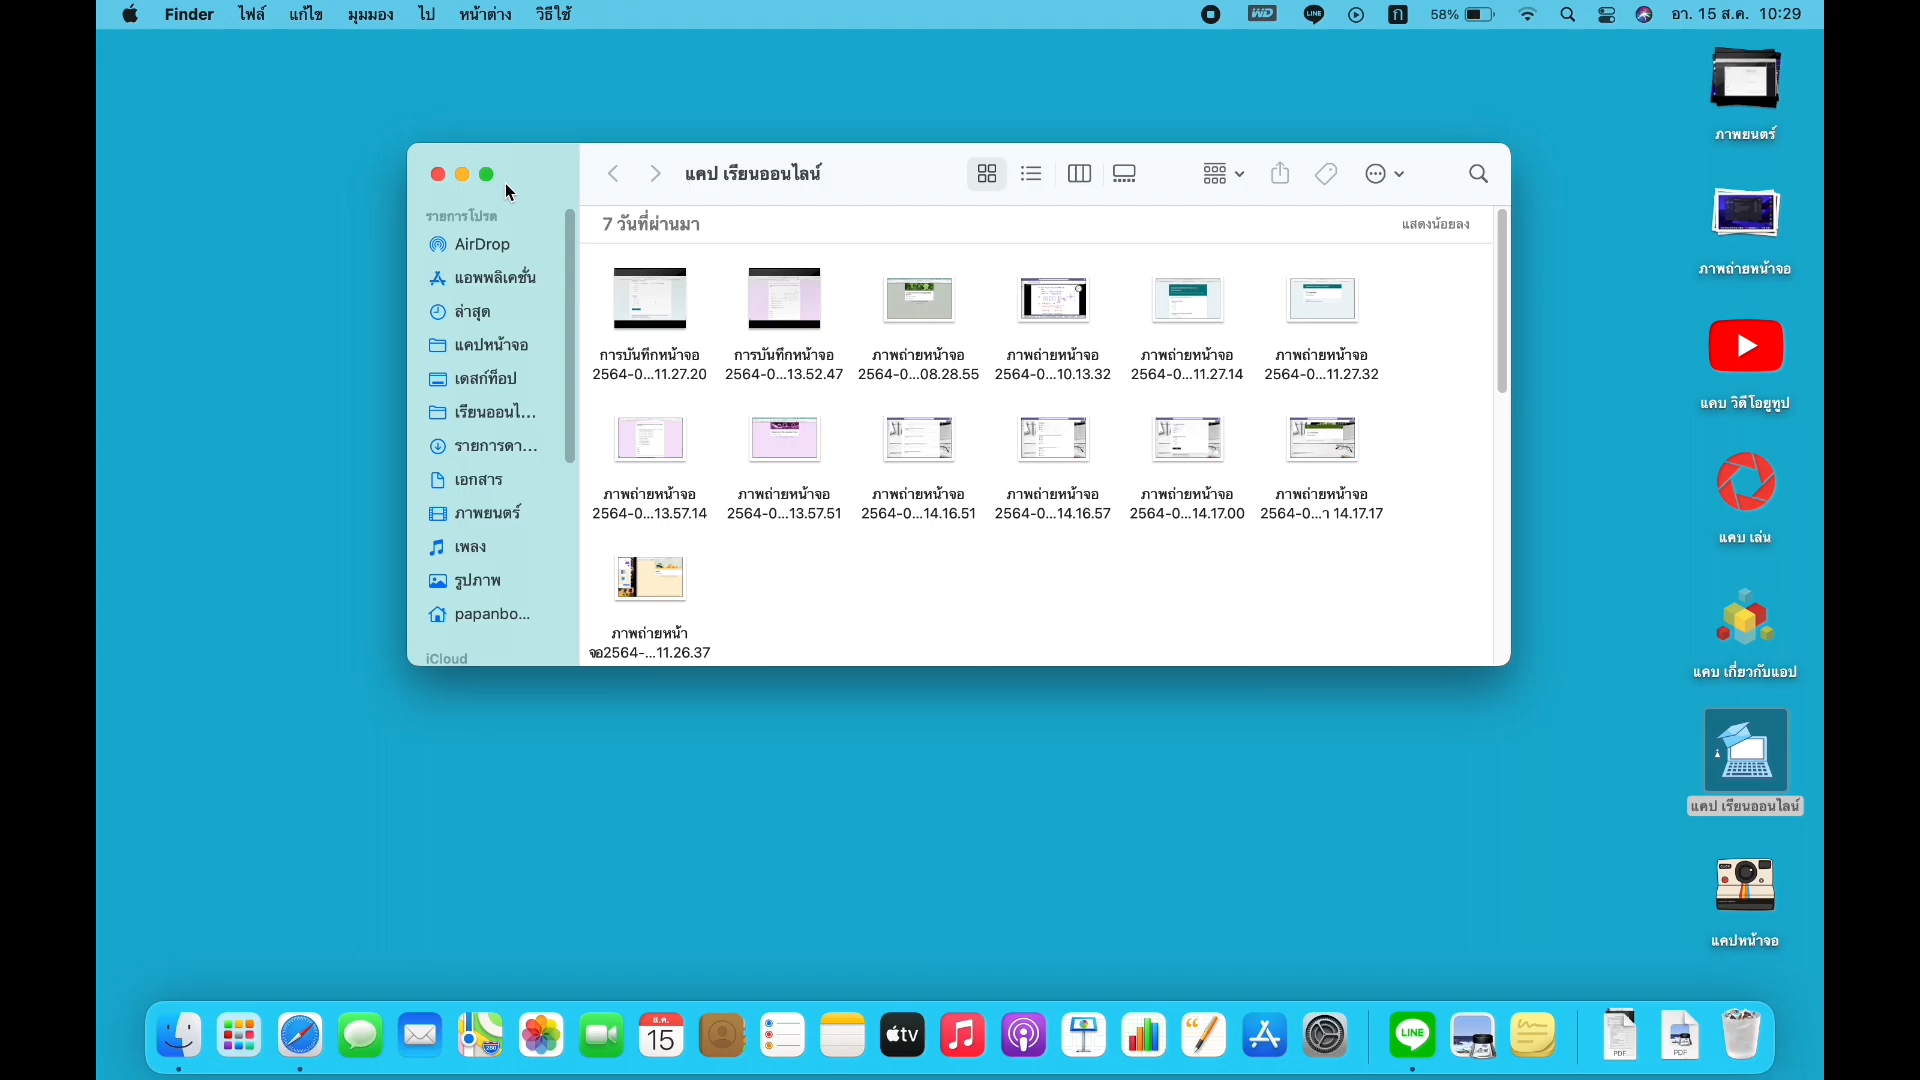 Finder ไฟล์ แก้ไข มุมมอง ไป หน้าต่าง วิธีใช้
WD LINE ก 58% อา. 15 ส.ค. 10:29
แคป เรียนออนไลน์
รายการโปรด
AirDrop
แอพพลิเคชั่น
ล่าสุด
แคปหน้าจอ
เดสก์ท็อป
เรียนออนไ...
รายการดา...
เอกสาร
ภาพยนตร์
เพลง
รูปภาพ
papanbo...
iCloud
7 วันที่ผ่านมา แสดงน้อยลง
การบันทึกหน้าจอ การบันทึกหน้าจอ ภาพถ่ายหน้าจอ ภาพถ่ายหน้าจอ ภาพถ่ายหน้าจอ ภาพถ่ายหน้าจอ
2564-0...11.27.20 2564-0...13.52.47 2564-0...08.28.55 2564-0...10.13.32 2564-0...11.27.14 2564-0...11.27.32
ภาพถ่ายหน้าจอ ภาพถ่ายหน้าจอ ภาพถ่ายหน้าจอ ภาพถ่ายหน้าจอ ภาพถ่ายหน้าจอ ภาพถ่ายหน้าจอ
2564-0...13.57.14 2564-0...13.57.51 2564-0...14.16.51 2564-0...14.16.57 2564-0...14.17.00 2564-0...า 14.17.17
ภาพถ่ายหน้า
จอ2564-...11.26.37
ภาพยนตร์
ภาพถ่ายหน้าจอ
แคบ วิดีโอยูทูป
แคบ เล่น
แคบ เกี่ยวกับแอป
แคป เรียนออนไลน์
แคปหน้าจอ
ส.ค.
15
tv
LINE
PDF
PDF